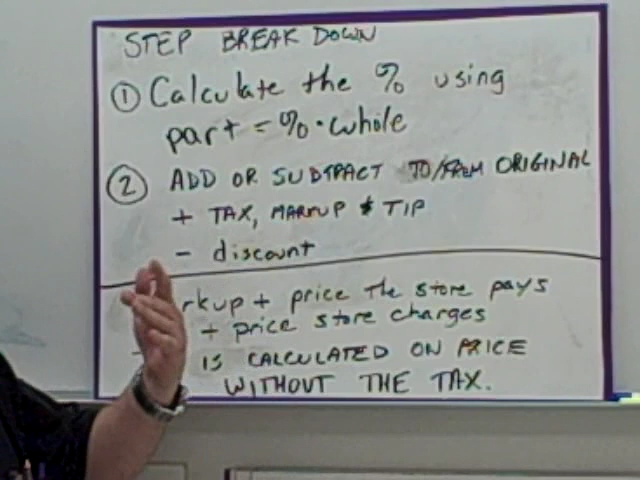 STEP BREAK DOWN
① Calculate the % using
part = % · whole
② ADD OR SUBTRACT TO/FROM ORIGINAL
+ TAX, MARKUP & TIP
- discount
rkup + price the store pays
+ price store charges
IS CALCULATED ON PRICE
WITHOUT THE TAX.